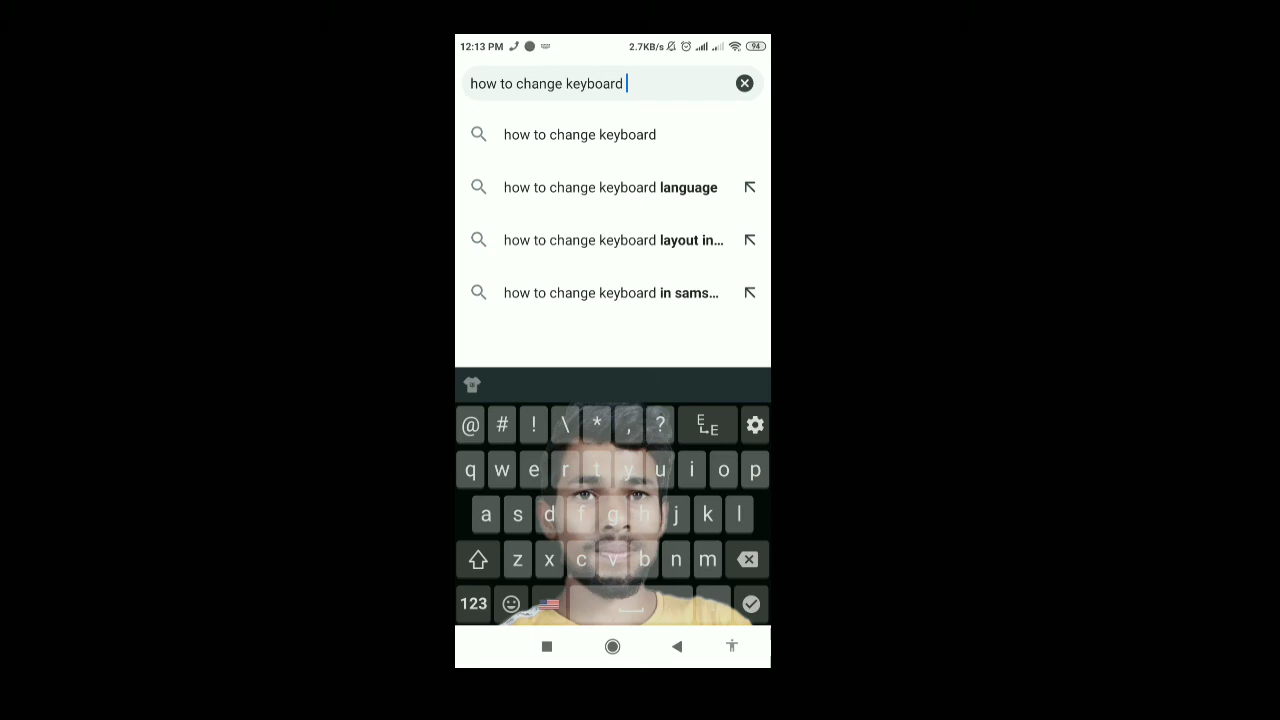 12:13 PM 2.7KB/s 94
how to change keyboard
how to change keyboard
how to change keyboard language
how to change keyboard layout in...
how to change keyboard in sams...
@ # ! \ * , ? E E
q w e r t y u i o p
a s d f g h j k l
z x c v b n m
123